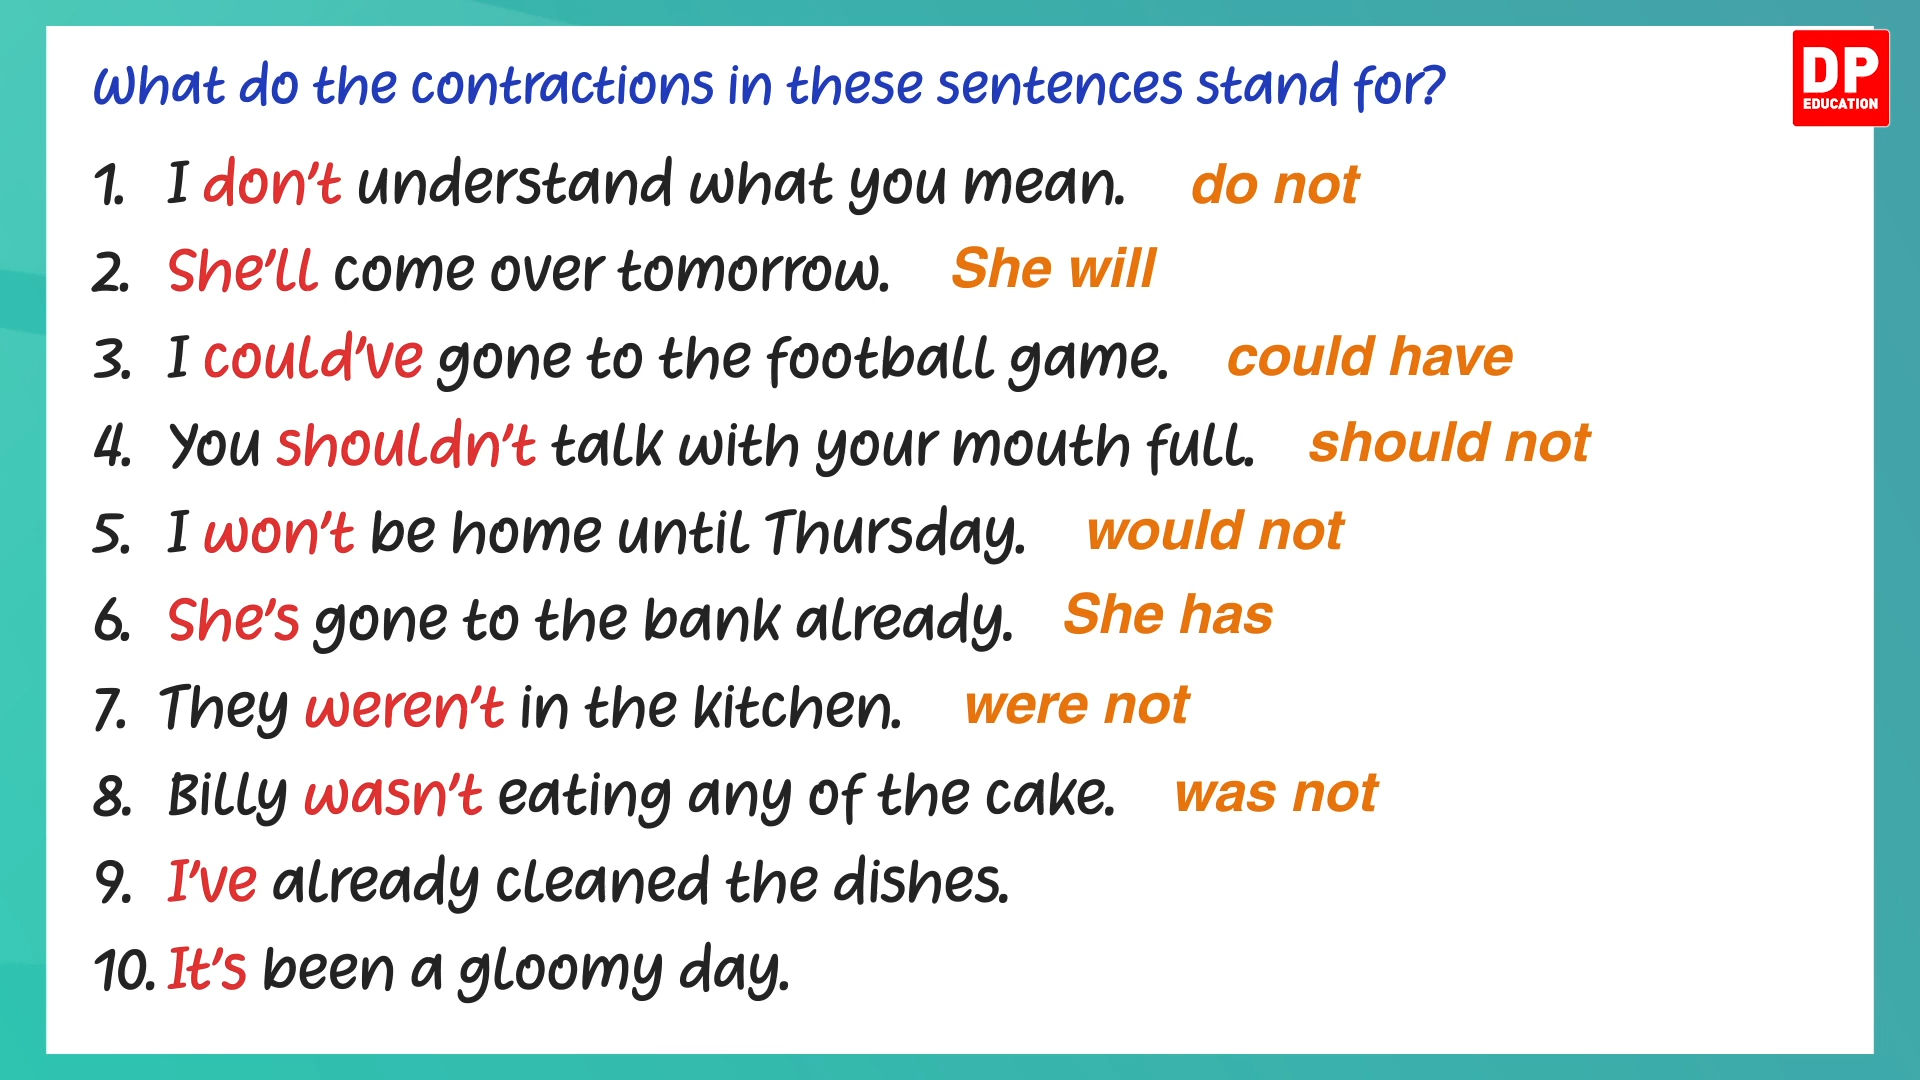 What do the contractions in these sentences stand for?
DP
EDUCATION
1. I don't understand what you mean. do not
2. She'll come over tomorrow. She will
3. I could've gone to the football game. could have
4. You shouldn't talk with your mouth full. should not
5. I won't be home until Thursday. would not
6. She's gone to the bank already. She has
7. They weren't in the kitchen. were not
8. Billy wasn't eating any of the cake. was not
9. I've already cleaned the dishes.
10. It's been a gloomy day.